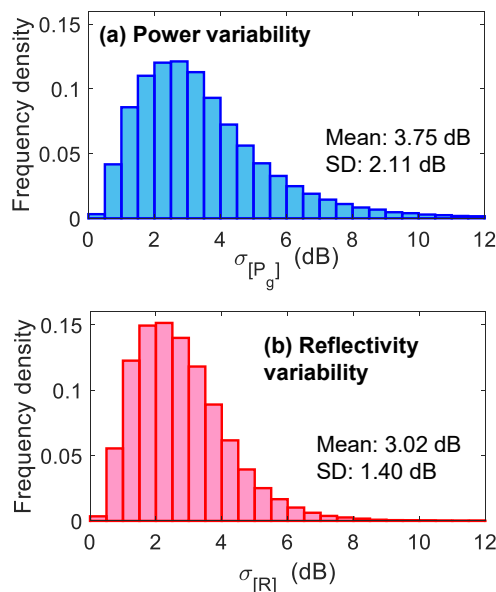 (a) Power variability
Frequency density
0.15
0.1
0.05
0
Mean: 3.75 dB
SD: 2.11 dB
0 2 4 6 8 10 12
σ[Pg] (dB)
(b) Reflectivity
variability
Frequency density
0.15
0.1
0.05
0
Mean: 3.02 dB
SD: 1.40 dB
0 2 4 6 8 10 12
σ[R] (dB)